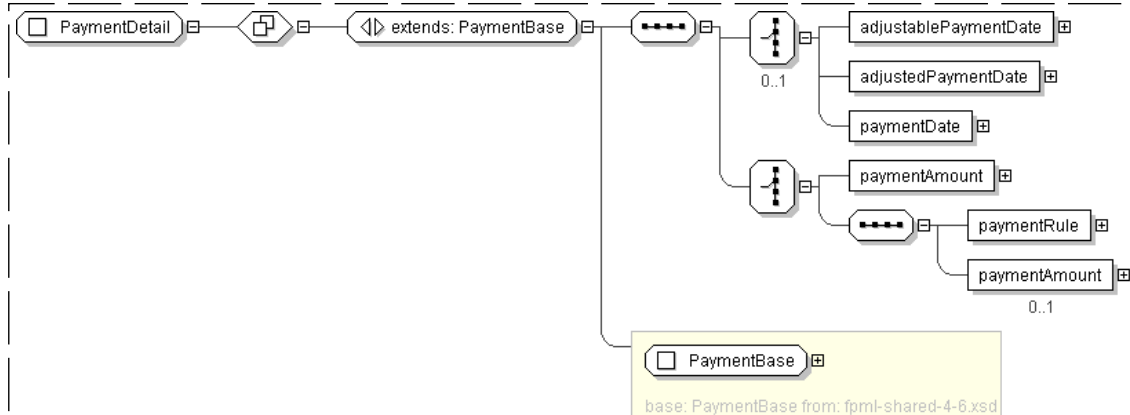 PaymentDetail
extends: PaymentBase
adjustablePaymentDate
0..1
adjustedPaymentDate
paymentDate
paymentAmount
paymentRule
paymentAmount
0..1
PaymentBase
base: PaymentBase from: fpml-shared-4-6.xsd